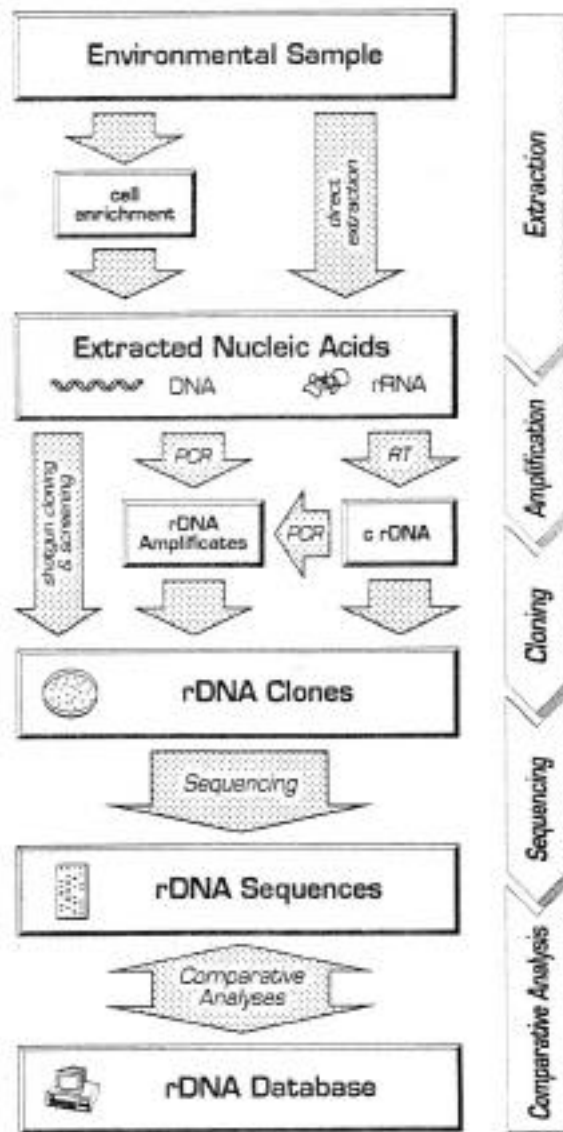 Environmental Sample
cell
enrichment
direct
extraction
Extracted Nucleic Acids
DNA
rRNA
shotgun cloning
& screening
PCR
RT
rDNA
Amplificates
PCR
c rDNA
rDNA Clones
Sequencing
rDNA Sequences
Comparative
Analyses
rDNA Database
Extraction
Amplification
Cloning
Sequencing
Comparative Analysis